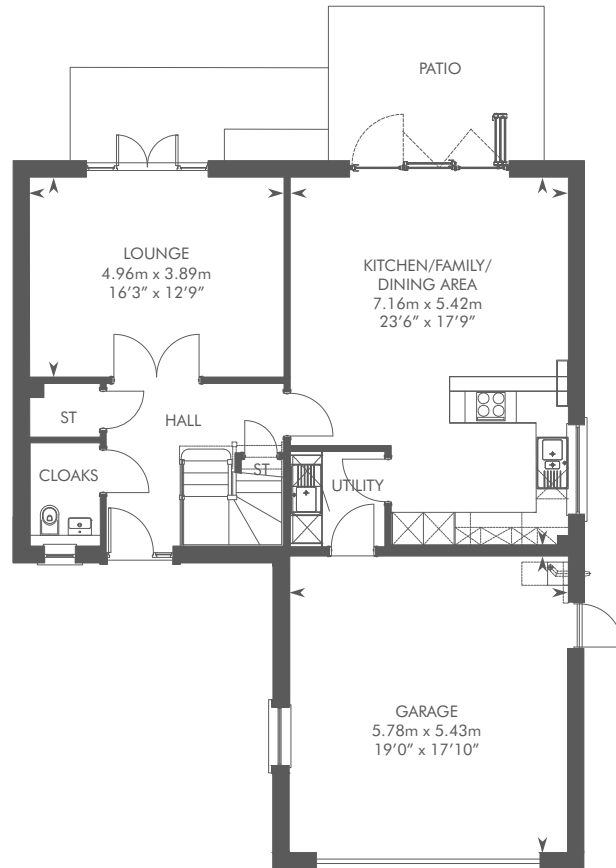 PATIO
LOUNGE
4.96m x 3.89m
16’3” x 12’9”
KITCHEN/FAMILY/
DINING AREA
7.16m x 5.42m
23’6” x 17’9”
ST
HALL
CLOAKS
ST
UTILITY
GARAGE
5.78m x 5.43m
19’0” x 17’10”